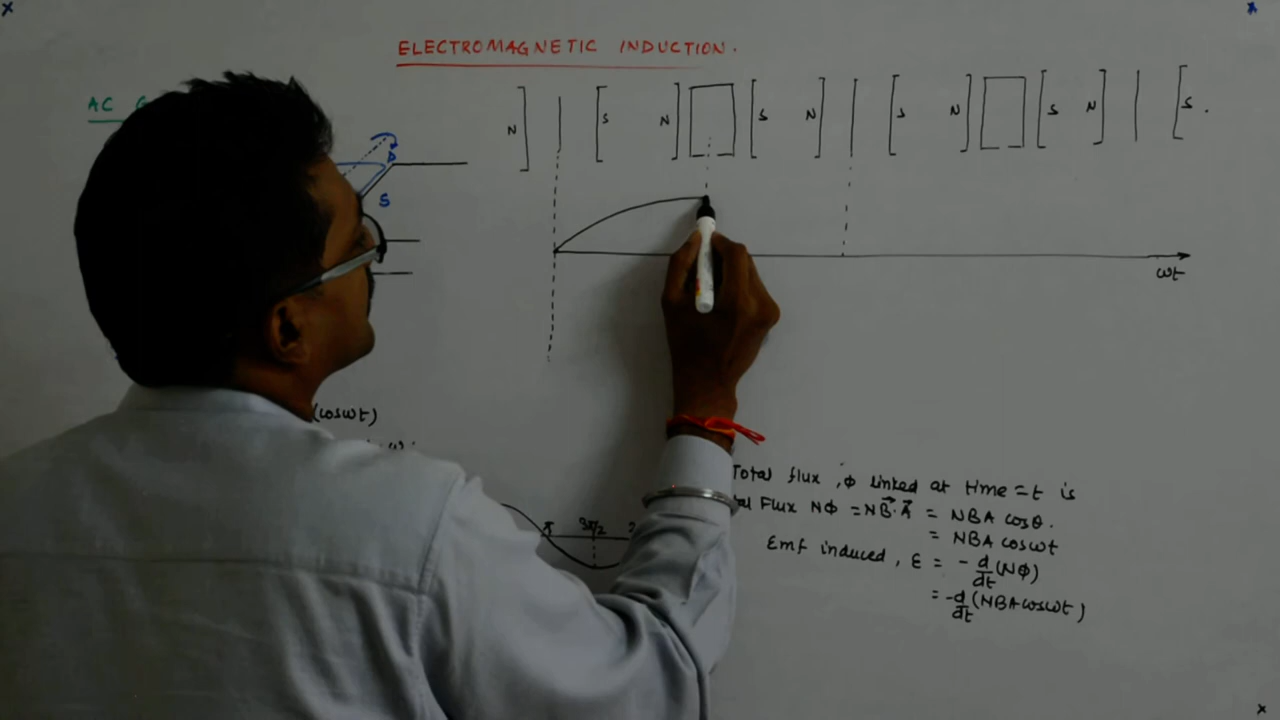 ELECTROMAGNETIC INDUCTION.
AC
N S N S N S N S N S.
S
ωt
(cosωt)
π 3π/2
Total flux, ϕ linked at time = t is
Flux Nϕ = NB⃗·A⃗ = NBA cosθ.
= NBA cosωt
Emf induced, ε = - d/dt (Nϕ)
= -d/dt (NBA cosωt)